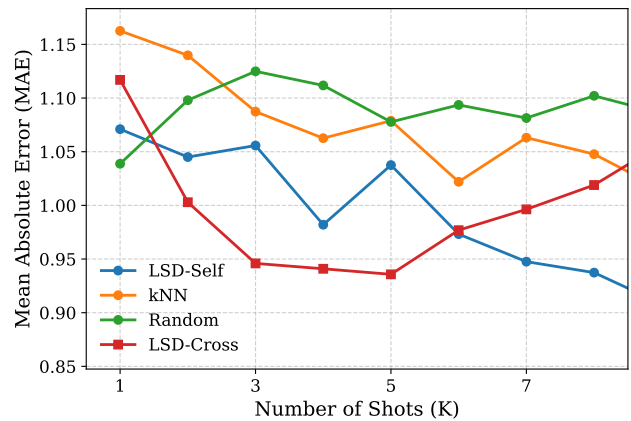 Mean Absolute Error (MAE)
1.15
1.10
1.05
1.00
0.95
0.90
0.85
LSD-Self
kNN
Random
LSD-Cross
1 3 5 7
Number of Shots (K)